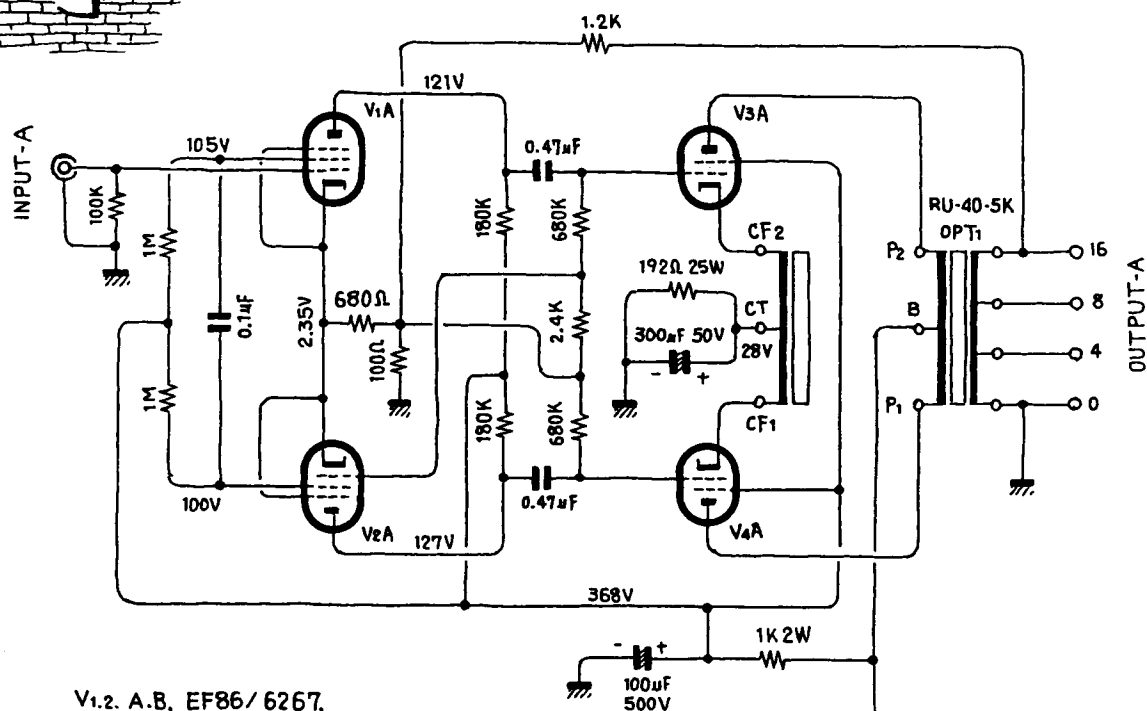 1.2K
121V
V1A
V3A
105V
0.47µF
INPUT-A
100K
1M
180K
680K
RU-40-5K
OPT1
CF2
P2
16
192Ω 25W
680Ω
0.1µF
2.35V
2.4K
CT
B
8
300µF 50V
28V
100Ω
- +
4
OUTPUT-A
1M
180K
680K
P1
0
CF1
100V
0.47µF
V2A
127V
V4A
368V
- +
1K 2W
100µF
500V
V1.2. A.B, EF86/6267,